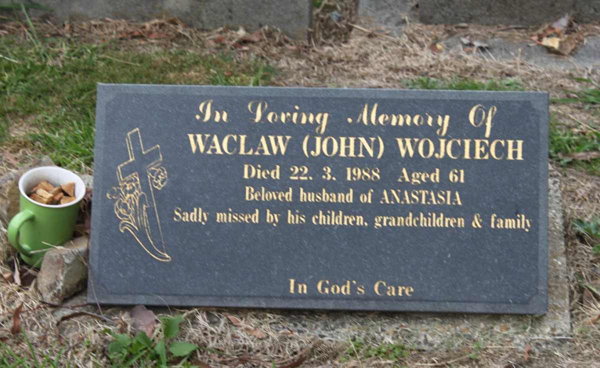 In Loving Memory Of
WACLAW (JOHN) WOJCIECH
Died 22. 3. 1988 Aged 61
Beloved husband of ANASTASIA
Sadly missed by his children, grandchildren & family
In God's Care